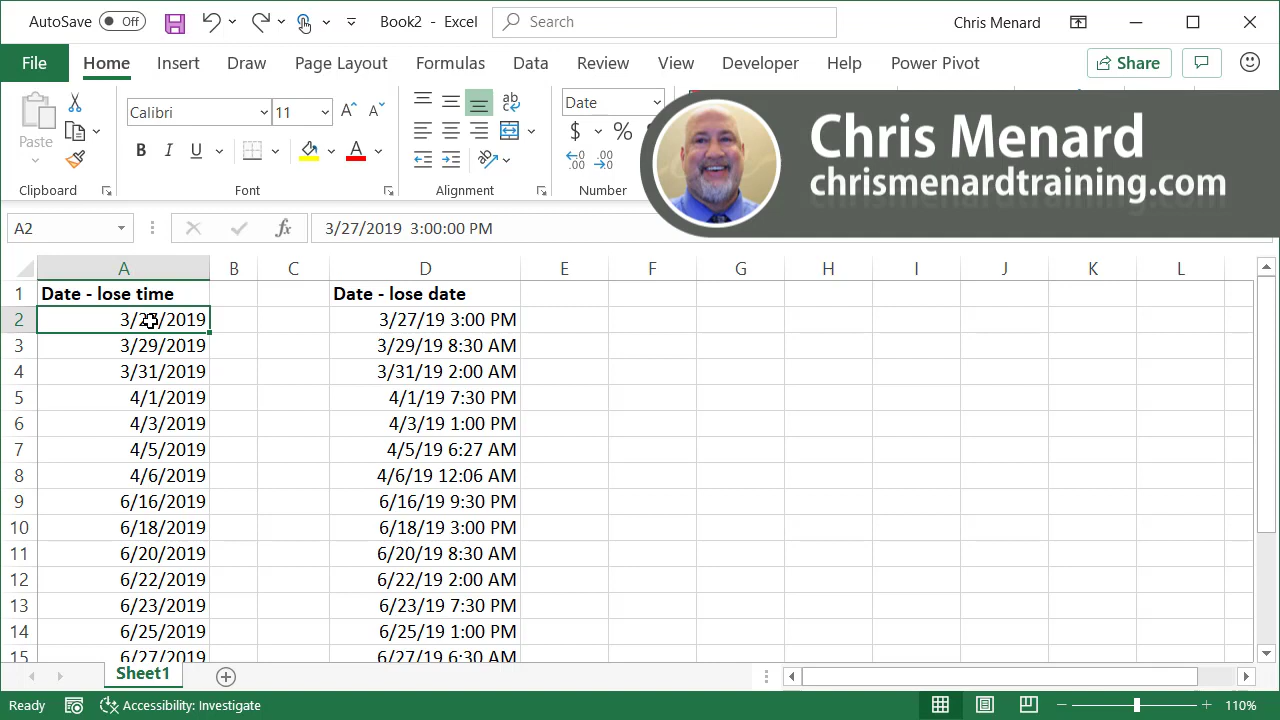 AutoSave Off Book2 - Excel Search Chris Menard
File Home Insert Draw Page Layout Formulas Data Review View Developer Help Power Pivot Share
Paste
Calibri 11
B I U A
ab
Date
$ %
Clipboard Font Alignment Number
Chris Menard
chrismenardtraining.com
A2 fx 3/27/2019 3:00:00 PM
A B C D E F G H I J K L
1 Date - lose time Date - lose date
2 3/27/2019 3/27/19 3:00 PM
3 3/29/2019 3/29/19 8:30 AM
4 3/31/2019 3/31/19 2:00 AM
5 4/1/2019 4/1/19 7:30 PM
6 4/3/2019 4/3/19 1:00 PM
7 4/5/2019 4/5/19 6:27 AM
8 4/6/2019 4/6/19 12:06 AM
9 6/16/2019 6/16/19 9:30 PM
10 6/18/2019 6/18/19 3:00 PM
11 6/20/2019 6/20/19 8:30 AM
12 6/22/2019 6/22/19 2:00 AM
13 6/23/2019 6/23/19 7:30 PM
14 6/25/2019 6/25/19 1:00 PM
15 6/27/2019 6/27/19 6:30 AM
Sheet1
Ready Accessibility: Investigate 110%